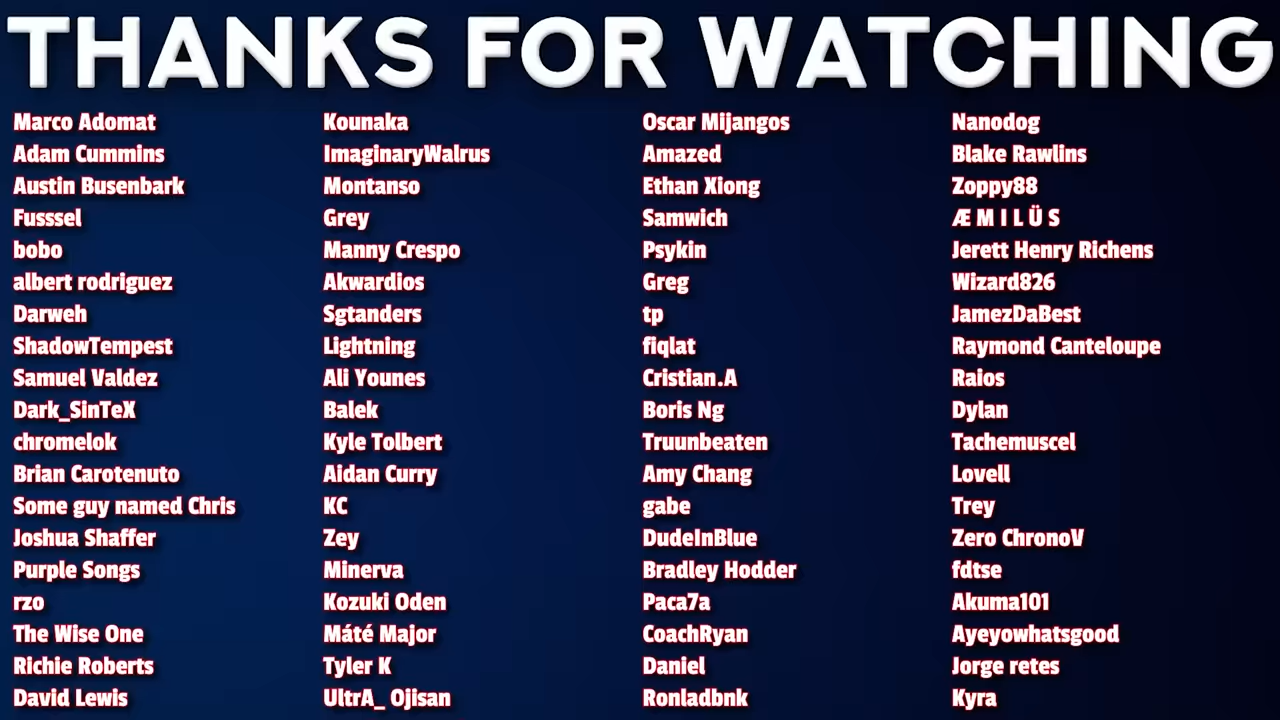 THANKS FOR WATCHING
Marco Adomat
Adam Cummins
Austin Busenbark
Fusssel
bobo
albert rodriguez
Darweh
ShadowTempest
Samuel Valdez
Dark_SinTeX
chromelok
Brian Carotenuto
Some guy named Chris
Joshua Shaffer
Purple Songs
rzo
The Wise One
Richie Roberts
David Lewis
Kounaka
ImaginaryWalrus
Montanso
Grey
Manny Crespo
Akwardios
Sgtanders
Lightning
Ali Younes
Balek
Kyle Tolbert
Aidan Curry
KC
Zey
Minerva
Kozuki Oden
Máté Major
Tyler K
UltrA_ Ojisan
Oscar Mijangos
Amazed
Ethan Xiong
Samwich
Psykin
Greg
tp
fiqlat
Cristian.A
Boris Ng
Truunbeaten
Amy Chang
gabe
DudeInBlue
Bradley Hodder
Paca7a
CoachRyan
Daniel
Ronladbnk
Nanodog
Blake Rawlins
Zoppy88
Æ M I L Ü S
Jerett Henry Richens
Wizard826
JamezDaBest
Raymond Canteloupe
Raios
Dylan
Tachemuscel
Lovell
Trey
Zero ChronoV
fdtse
Akuma101
Ayeyowhatsgood
Jorge retes
Kyra